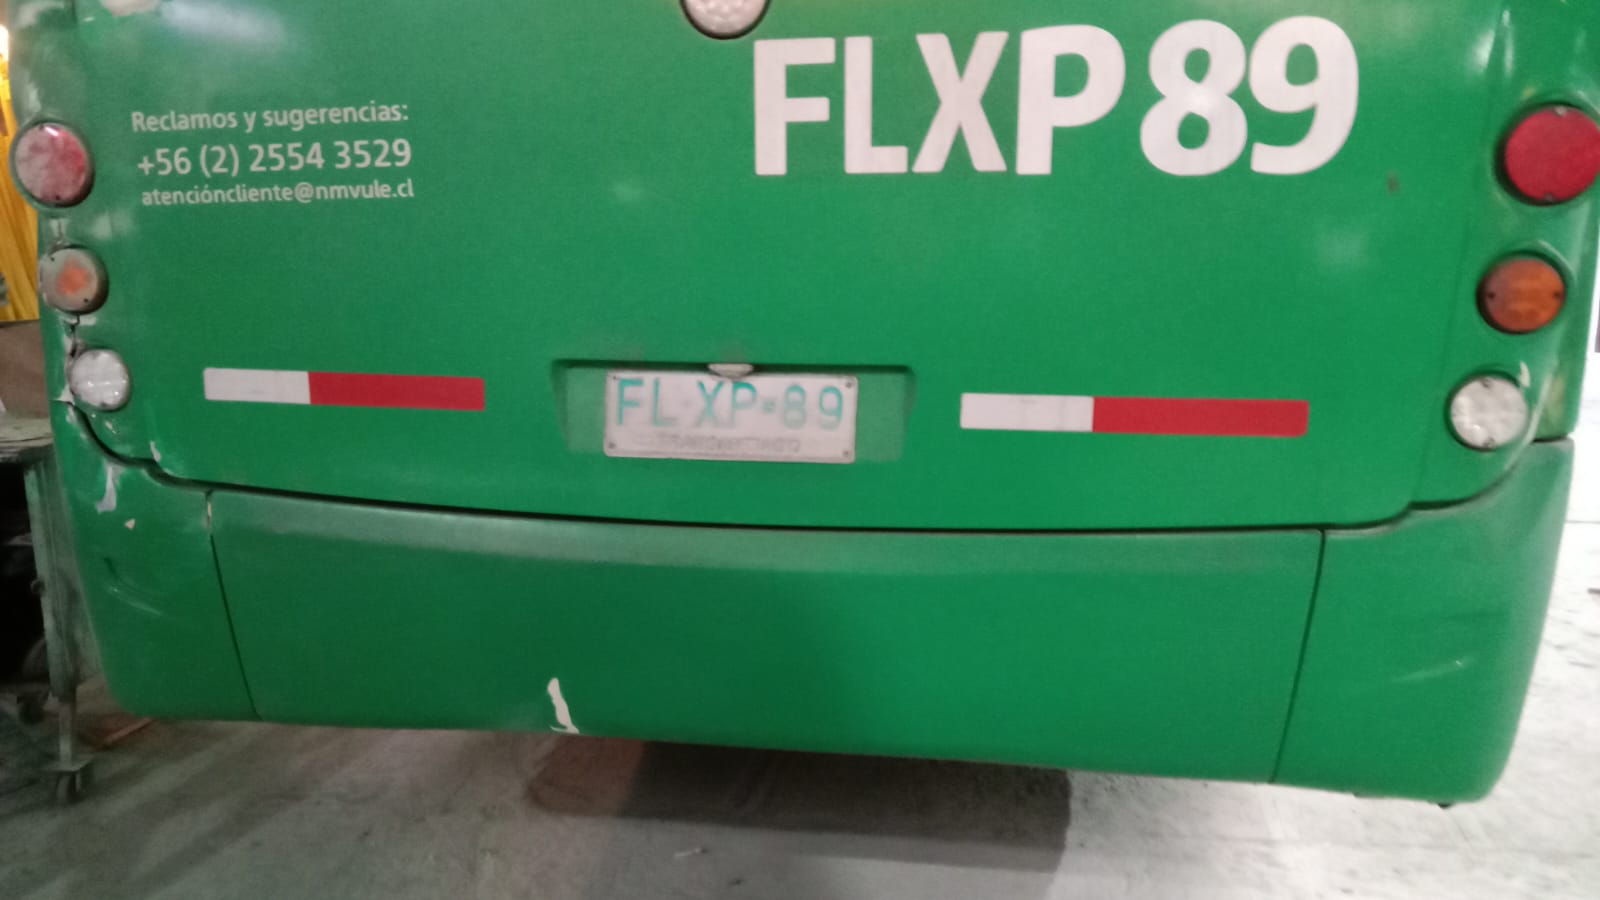 FLXP 89
Reclamos y sugerencias:
+56 (2) 2554 3529
atencióncliente@nmvule.cl
FL XP-89